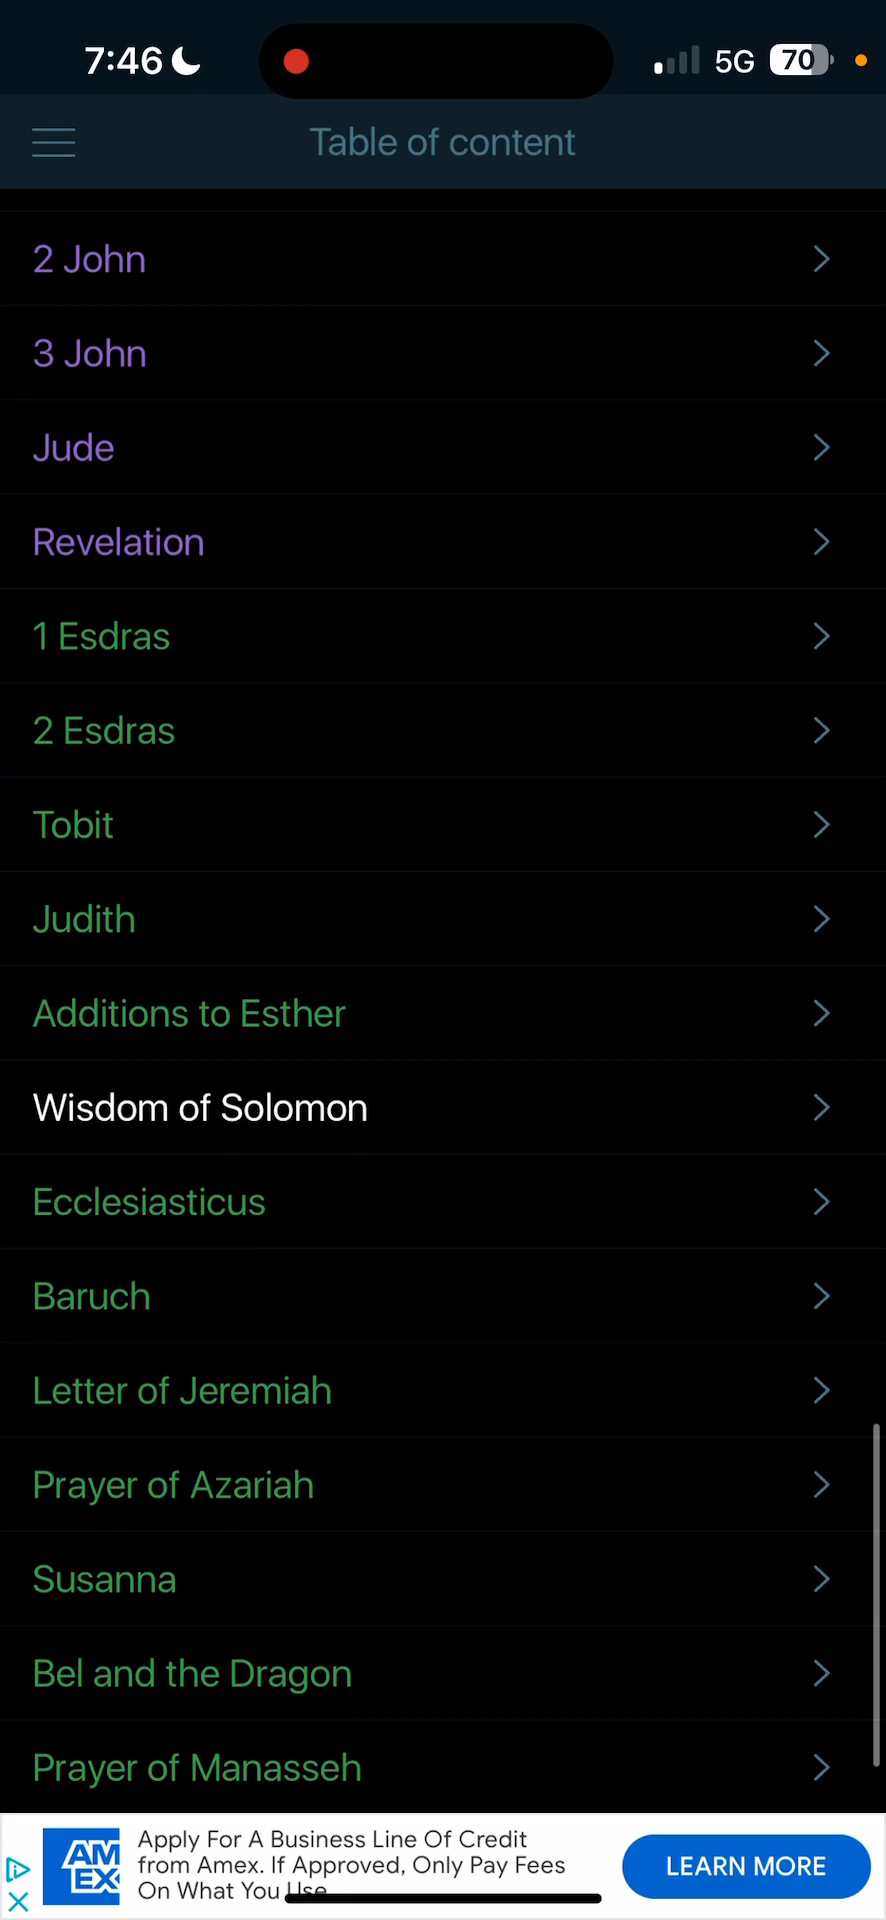 7:46
5G
70
Table of content
2 John
3 John
Jude
Revelation
1 Esdras
2 Esdras
Tobit
Judith
Additions to Esther
Wisdom of Solomon
Ecclesiasticus
Baruch
Letter of Jeremiah
Prayer of Azariah
Susanna
Bel and the Dragon
Prayer of Manasseh
AM
EX
Apply For A Business Line Of Credit
from Amex. If Approved, Only Pay Fees
On What You Use
LEARN MORE